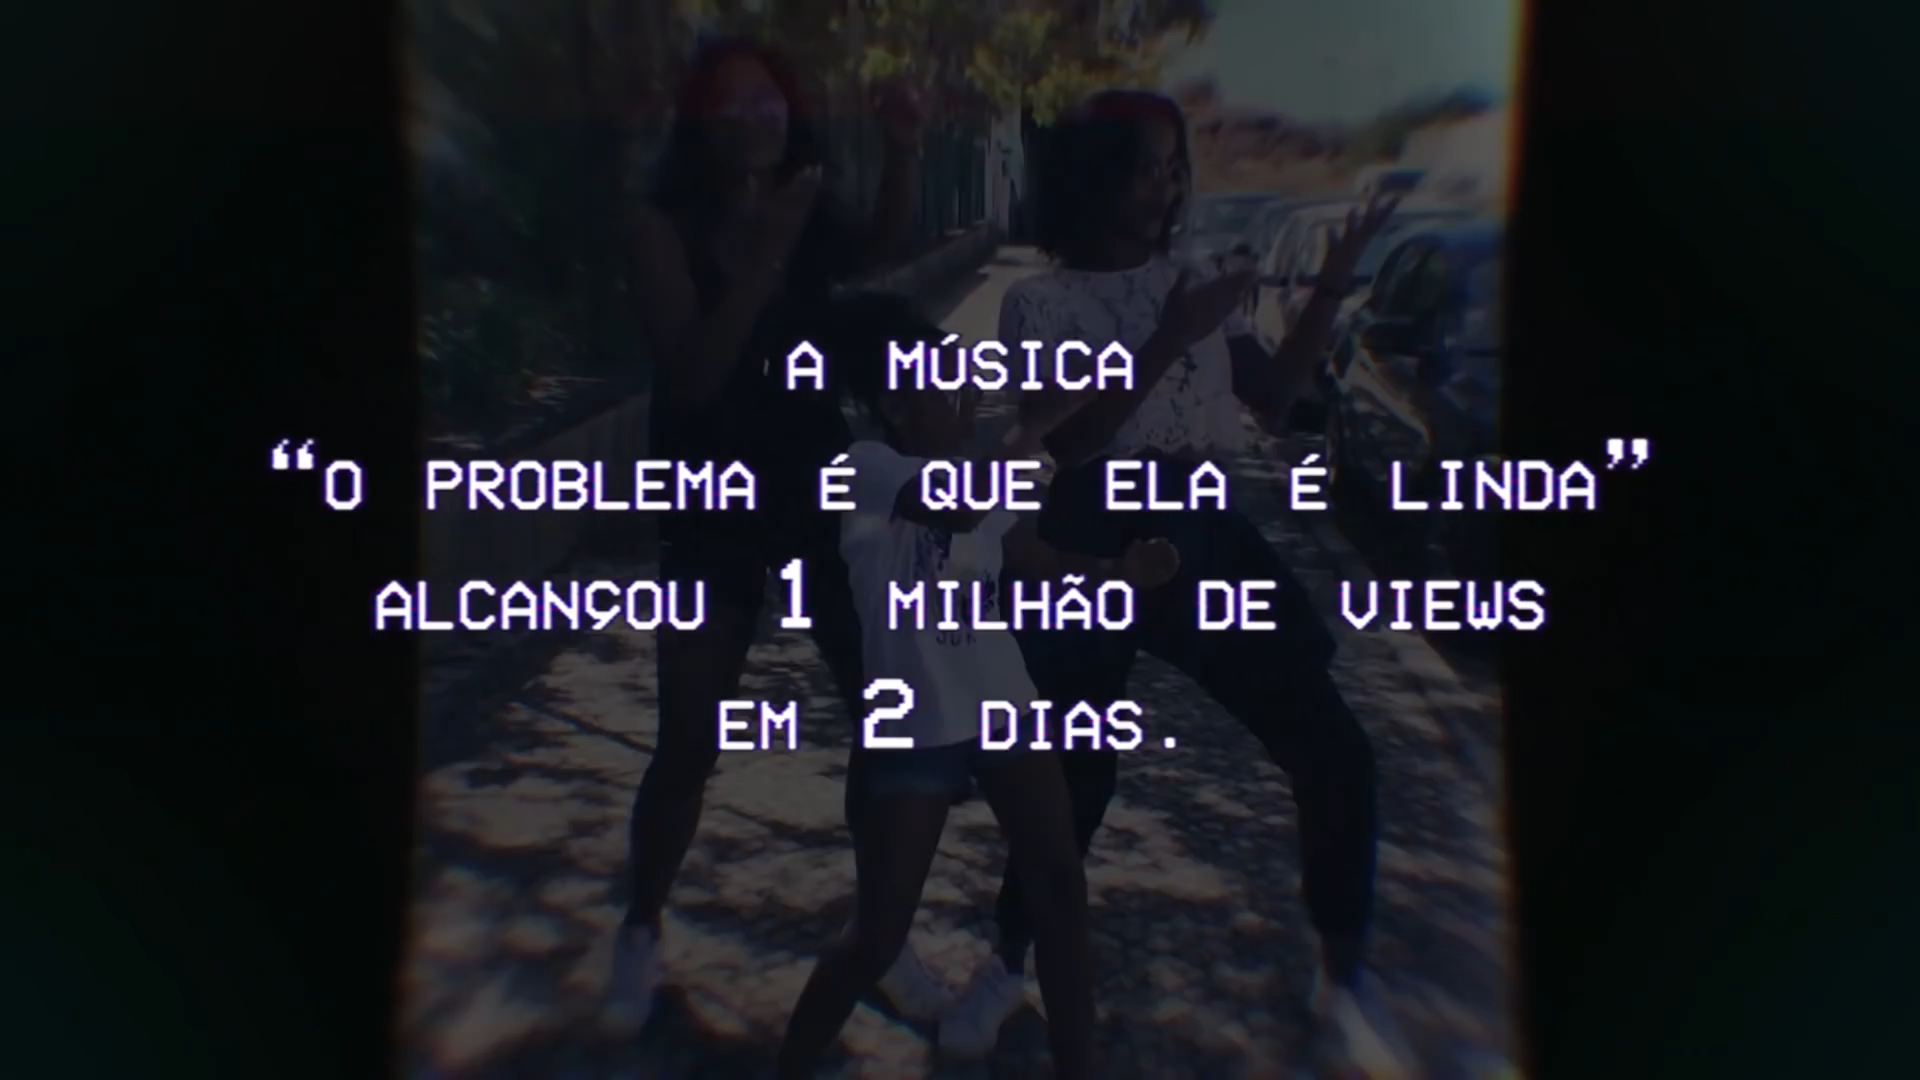 A MÚSICA
“O PROBLEMA É QUE ELA É LINDA”
ALCANÇOU 1 MILHÃO DE VIEWS
EM 2 DIAS.